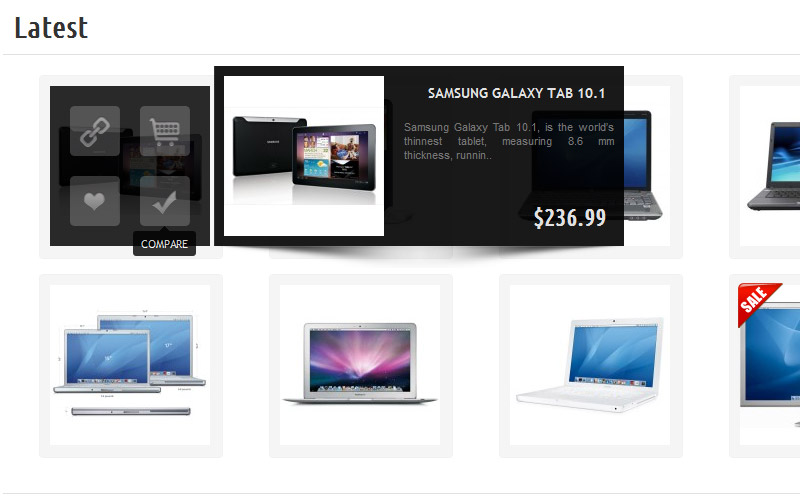 Latest
SAMSUNG GALAXY TAB 10.1
Samsung Galaxy Tab 10.1, is the world's
thinnest tablet, measuring 8.6 mm
thickness, runnin..
$236.99
COMPARE
SALE